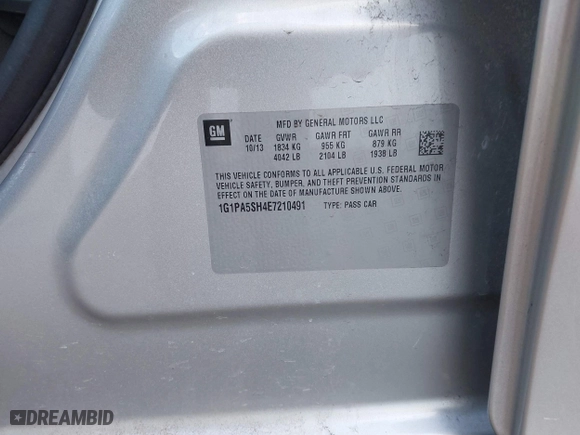 GM
MFD BY GENERAL MOTORS LLC
DATE GVWR GAWR FRT GAWR RR
10/13 1834 KG 955 KG 879 KG
4042 LB 2104 LB 1938 LB
THIS VEHICLE CONFORMS TO ALL APPLICABLE U.S. FEDERAL MOTOR
VEHICLE SAFETY, BUMPER, AND THEFT PREVENTION STANDARDS IN
EFFECT ON THE DATE OF MANUFACTURE SHOWN ABOVE.
1G1PA5SH4E7210491 TYPE: PASS CAR
DREAMBID